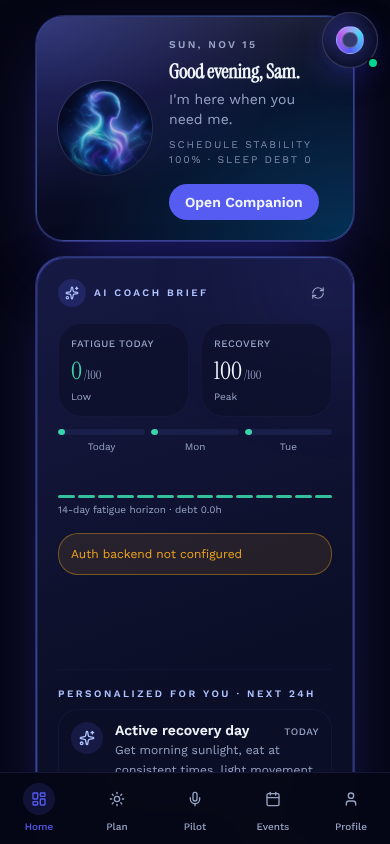 SUN, NOV 15
Good evening, Sam.
I'm here when you
need me.
SCHEDULE STABILITY
100% · SLEEP DEBT 0
Open Companion
AI COACH BRIEF
FATIGUE TODAY
0/100
Low
RECOVERY
100/100
Peak
Today
Mon
Tue
14-day fatigue horizon · debt 0.0h
Auth backend not configured
PERSONALIZED FOR YOU · NEXT 24H
Active recovery day
TODAY
Get morning sunlight, eat at
consistent times, light movement
Home
Plan
Pilot
Events
Profile